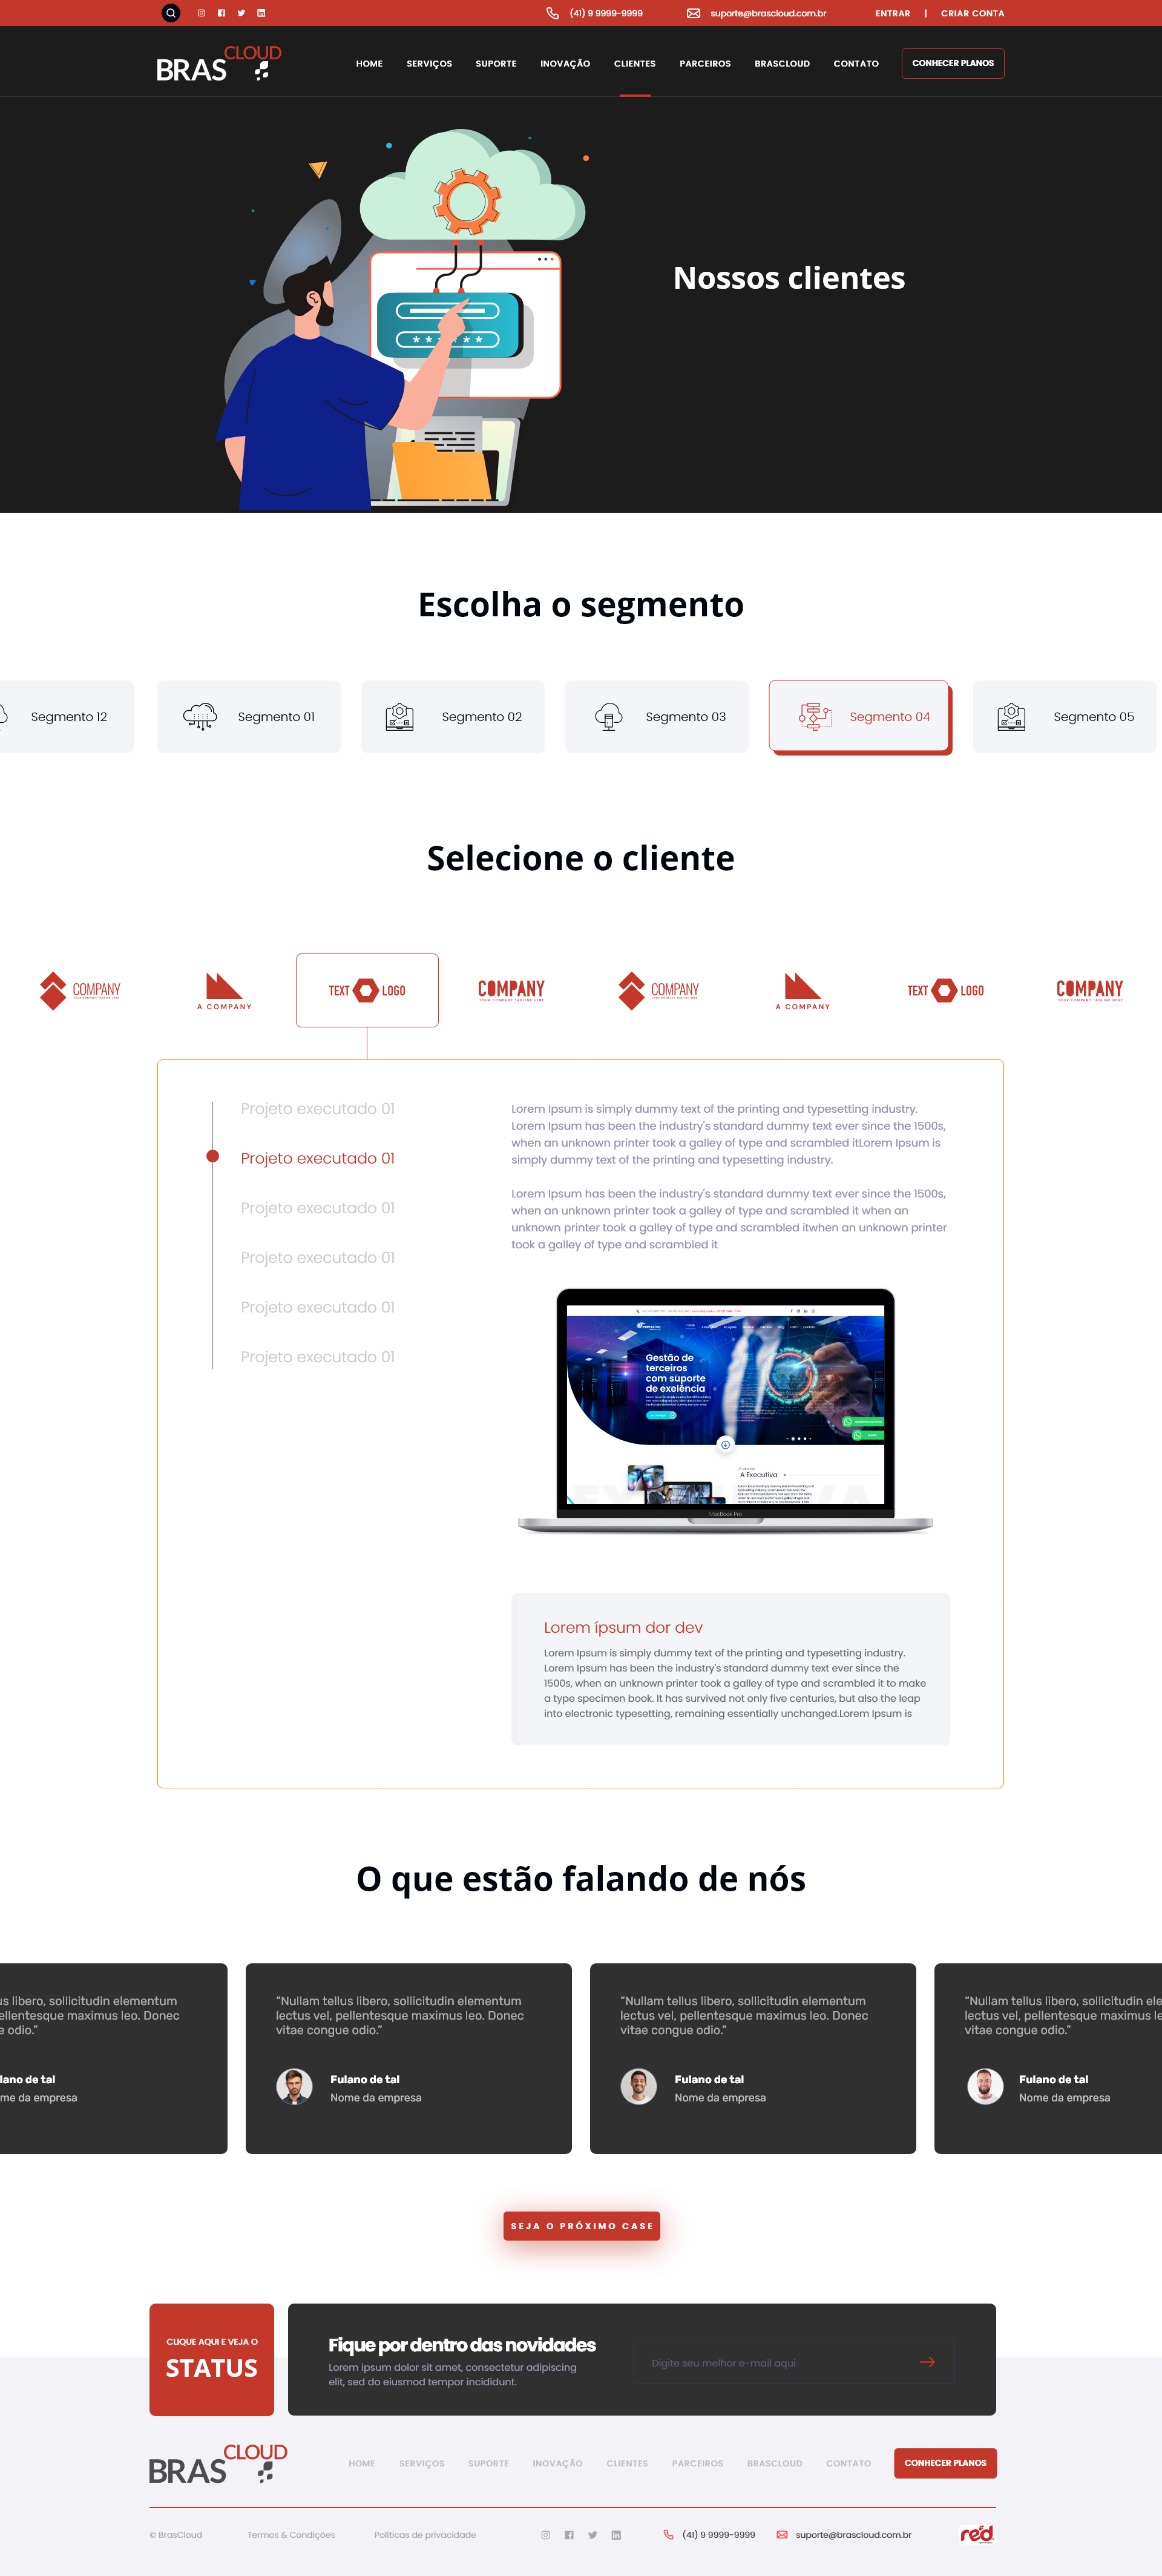 (41) 9 9999-9999
suporte@brascloud.com.br
ENTRAR | CRIAR CONTA
BRASCLOUD
HOME SERVIÇOS SUPORTE INOVAÇÃO CLIENTES PARCEIROS BRASCLOUD CONTATO CONHECER PLANOS
*****
Nossos clientes
Escolha o segmento
Segmento 12
Segmento 01
Segmento 02
Segmento 03
Segmento 04
Segmento 05
Selecione o cliente
COMPANY
A COMPANY
TEXT LOGO
COMPANY
YOUR COMPANY TAGLINE HERE
COMPANY
A COMPANY
TEXT LOGO
COMPANY
YOUR COMPANY TAGLINE HERE
Projeto executado 01
Projeto executado 01
Projeto executado 01
Projeto executado 01
Projeto executado 01
Projeto executado 01
Lorem Ipsum is simply dummy text of the printing and typesetting industry.
Lorem Ipsum has been the industry's standard dummy text ever since the 1500s,
when an unknown printer took a galley of type and scrambled itLorem Ipsum is
simply dummy text of the printing and typesetting industry.
Lorem Ipsum has been the industry's standard dummy text ever since the 1500s,
when an unknown printer took a galley of type and scrambled it when an
unknown printer took a galley of type and scrambled itwhen an unknown printer
took a galley of type and scrambled it
Gestão de
terceiros
com suporte
de exelência
A Executiva
MacBook Pro
Lorem ípsum dor dev
Lorem Ipsum is simply dummy text of the printing and typesetting industry.
Lorem Ipsum has been the industry's standard dummy text ever since the
1500s, when an unknown printer took a galley of type and scrambled it to make
a type specimen book. It has survived not only five centuries, but also the leap
into electronic typesetting, remaining essentially unchanged.Lorem Ipsum is
O que estão falando de nós
us libero, sollicitudin elementum
ellentesque maximus leo. Donec
e odio.”
lano de tal
me da empresa
“Nullam tellus libero, sollicitudin elementum
lectus vel, pellentesque maximus leo. Donec
vitae congue odio.”
Fulano de tal
Nome da empresa
“Nullam tellus libero, sollicitudin elementum
lectus vel, pellentesque maximus leo. Donec
vitae congue odio.”
Fulano de tal
Nome da empresa
“Nullam tellus libero, sollicitudin ele
lectus vel, pellentesque maximus le
vitae congue odio.”
Fulano de tal
Nome da empresa
SEJA O PRÓXIMO CASE
CLIQUE AQUI E VEJA O
STATUS
Fique por dentro das novidades
Lorem ipsum dolor sit amet, consectetur adipiscing
elit, sed do eiusmod tempor incididunt.
Digite seu melhor e-mail aqui
BRASCLOUD
HOME SERVIÇOS SUPORTE INOVAÇÃO CLIENTES PARCEIROS BRASCLOUD CONTATO CONHECER PLANOS
© BrasCloud
Termos & Condições
Políticas de privacidade
(41) 9 9999-9999
suporte@brascloud.com.br
red